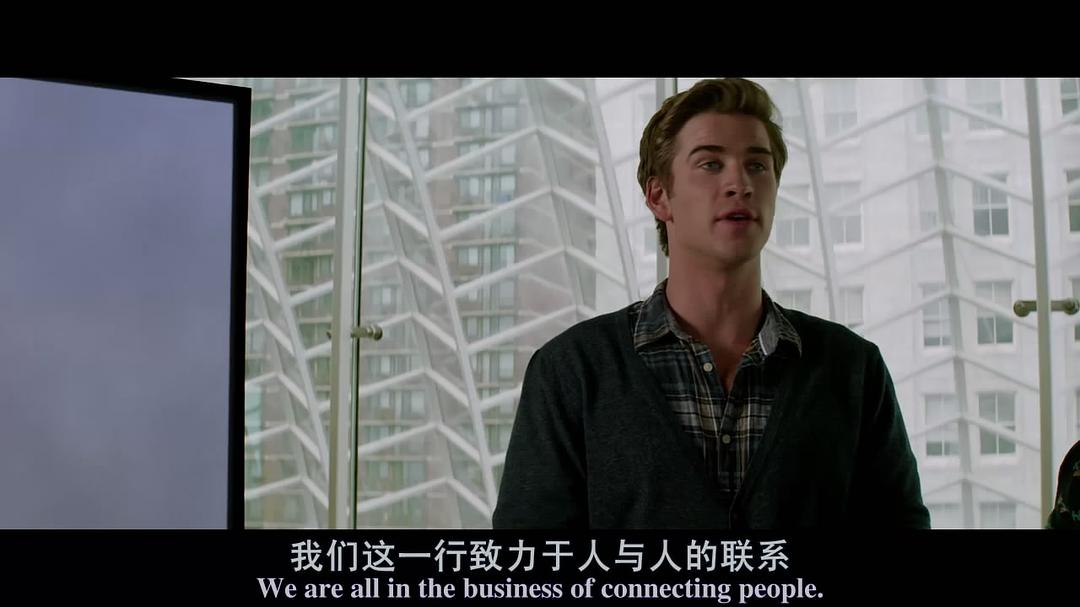 我们这一行致力于人与人的联系
We are all in the business of connecting people.